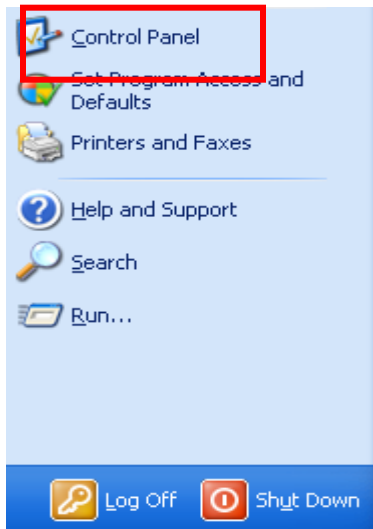 Control Panel
Set Program Access and
Defaults
Printers and Faxes
Help and Support
Search
Run...
Log Off
Shut Down